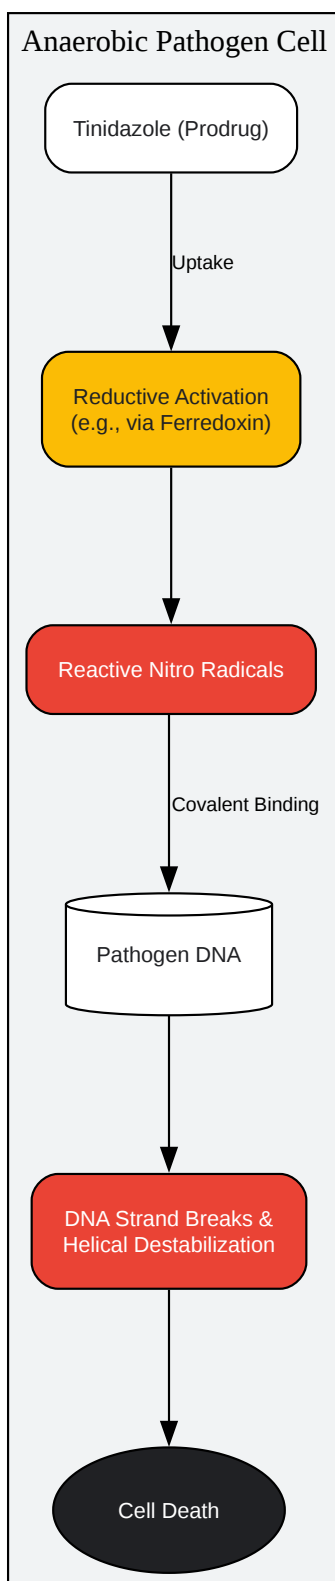 Anaerobic Pathogen Cell
Tinidazole (Prodrug)
Uptake
Reductive Activation
(e.g., via Ferredoxin)
Reactive Nitro Radicals
Covalent Binding
Pathogen DNA
DNA Strand Breaks &
Helical Destabilization
Cell Death